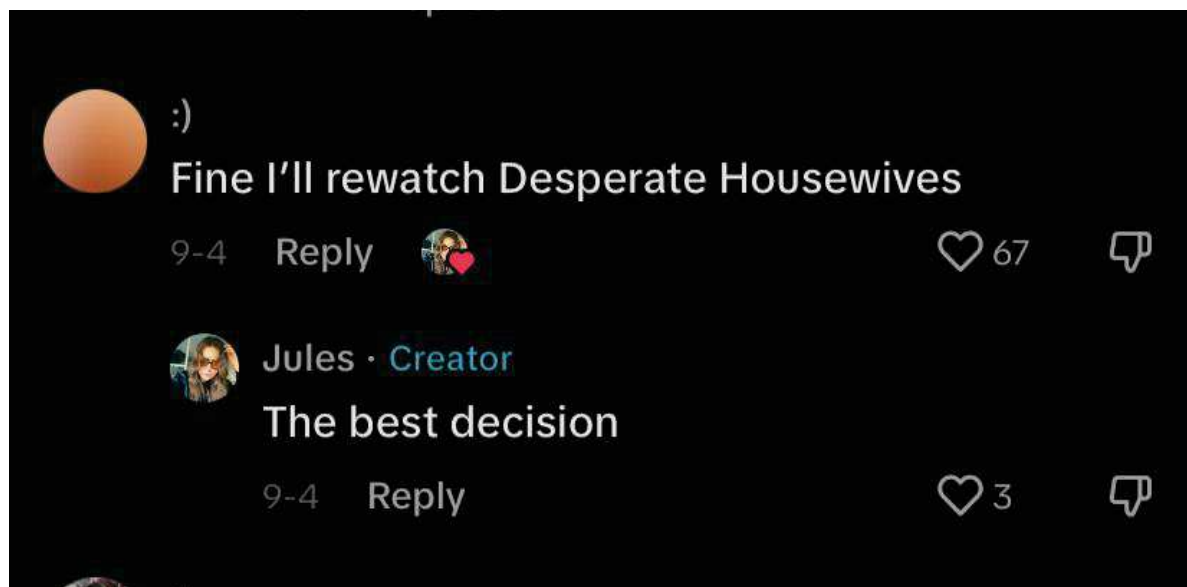 :)
Fine I’ll rewatch Desperate Housewives
9-4 Reply 67
Jules · Creator
The best decision
9-4 Reply 3